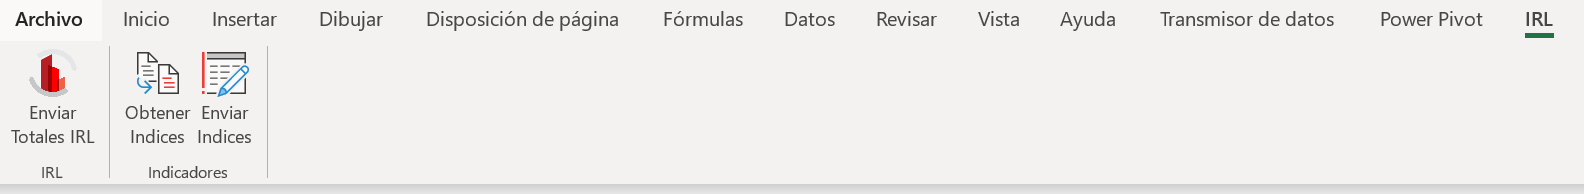 Archivo Inicio Insertar Dibujar Disposición de página Fórmulas Datos Revisar Vista Ayuda Transmisor de datos Power Pivot IRL
Enviar Totales IRL
Obtener Indices
Enviar Indices
IRL
Indicadores